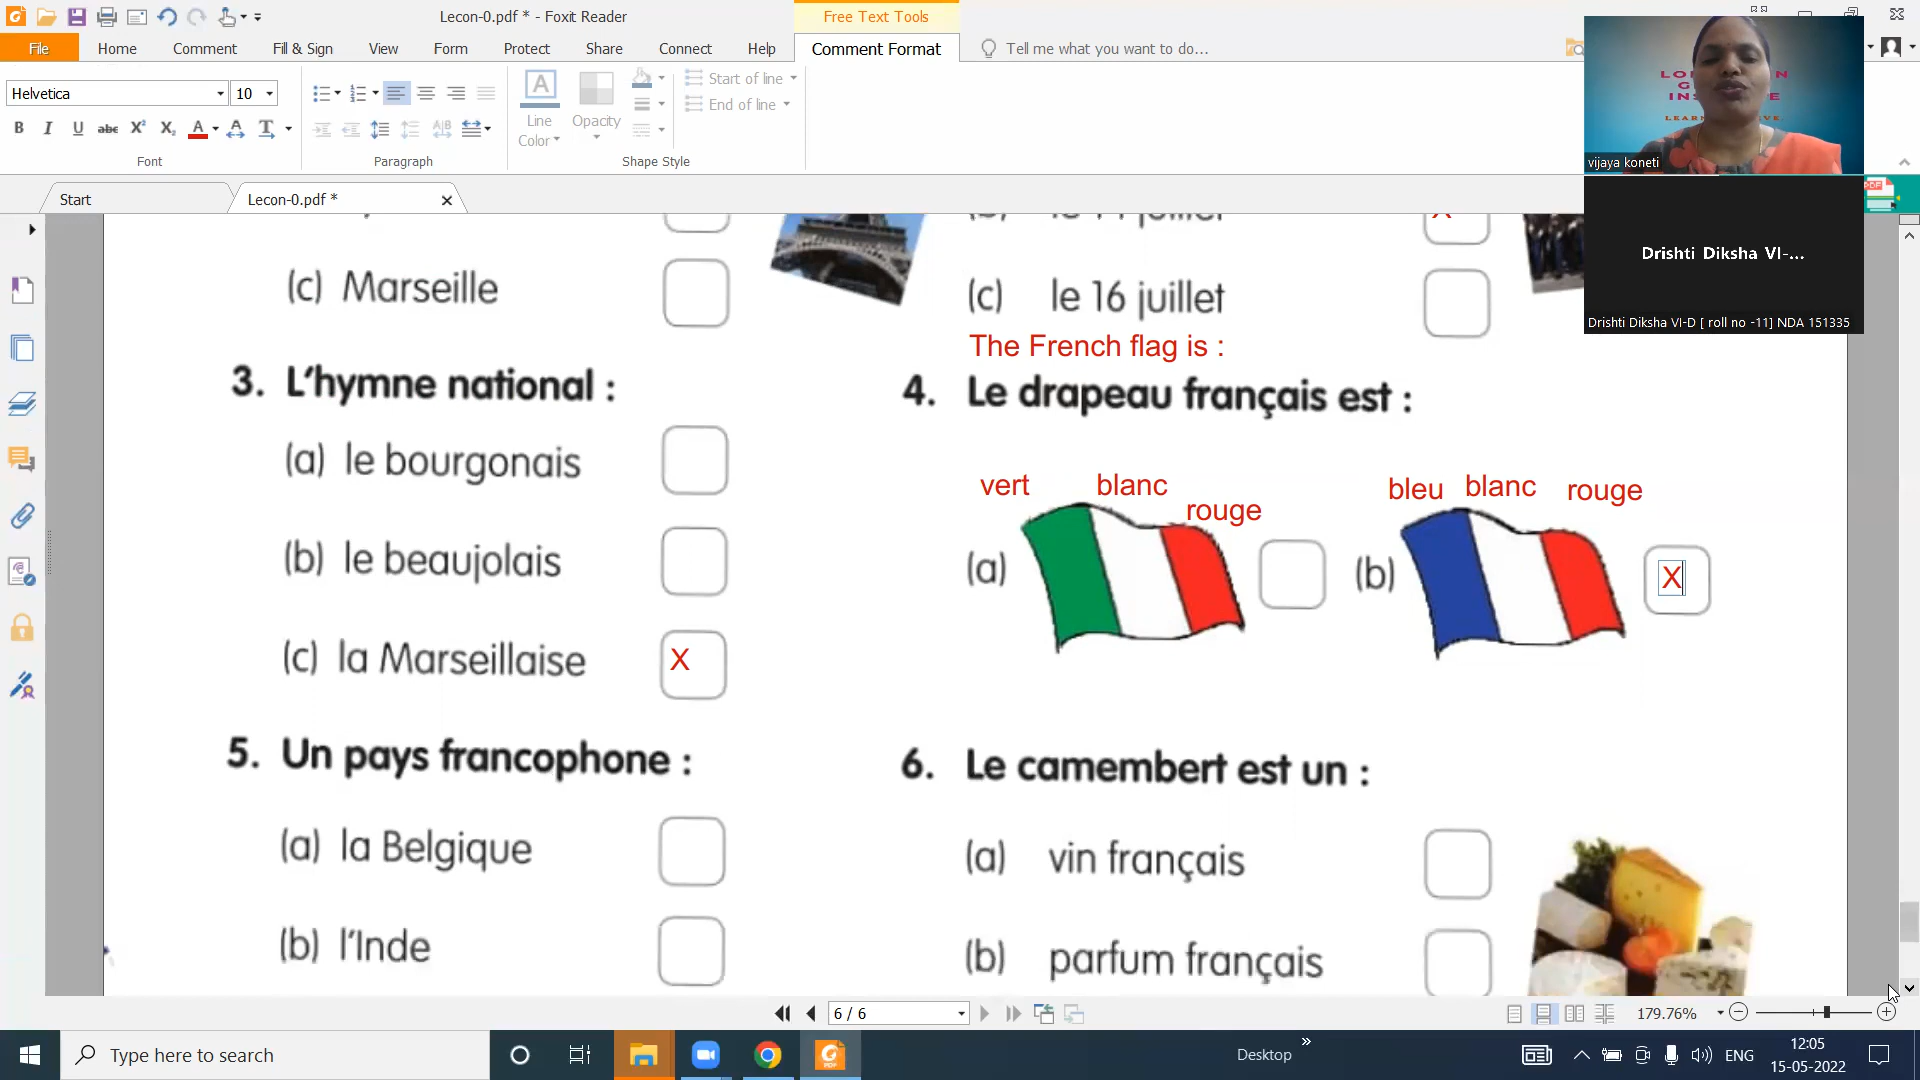 Lecon-0.pdf * - Foxit Reader
Free Text Tools
File
Home
Comment
Fill & Sign
View
Form
Protect
Share
Connect
Help
Comment Format
Tell me what you want to do...
Helvetica
10
Line
Color
Opacity
Start of line
End of line
Font
Paragraph
Shape Style
Start
Lecon-0.pdf *
vijaya koneti
Drishti Diksha VI-...
Drishti Diksha VI-D [ roll no -11] NDA 151335
(c) Marseille
(c) le 16 juillet
The French flag is :
3. L'hymne national :
4. Le drapeau français est :
(a) le bourgonais
vert blanc rouge
bleu blanc rouge
(b) le beaujolais
(a)
(b)
X
(c) la Marseillaise
X
5. Un pays francophone :
6. Le camembert est un :
(a) la Belgique
(a) vin français
(b) l'Inde
(b) parfum français
6 / 6
179.76%
Type here to search
Desktop
ENG
12:05
15-05-2022